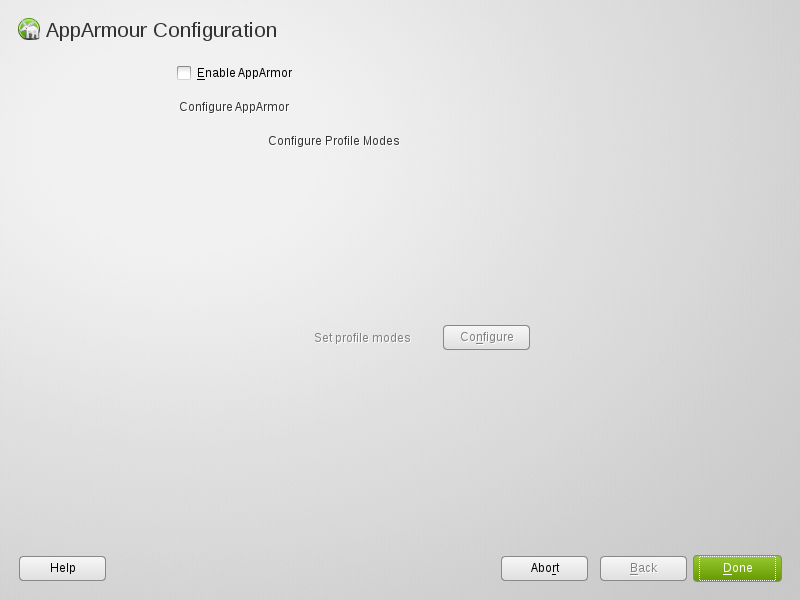 AppArmour Configuration
Enable AppArmor
Configure AppArmor
Configure Profile Modes
Set profile modes Configure
Help Abort Back Done